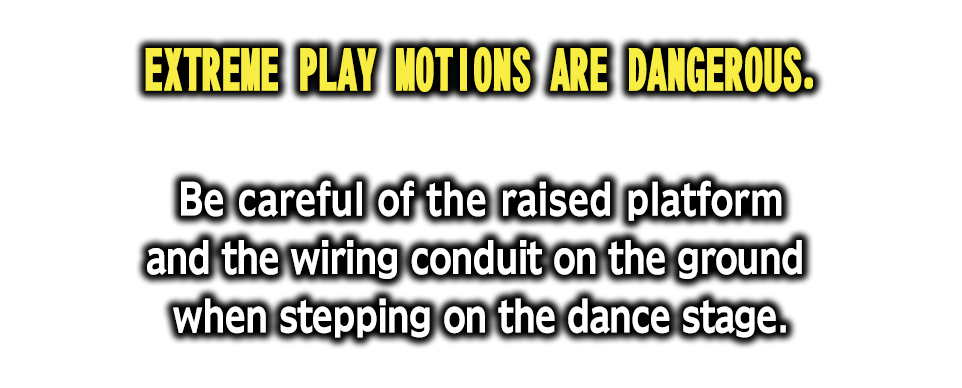 EXTREME PLAY MOTIONS ARE DANGEROUS.
Be careful of the raised platform
and the wiring conduit on the ground
when stepping on the dance stage.